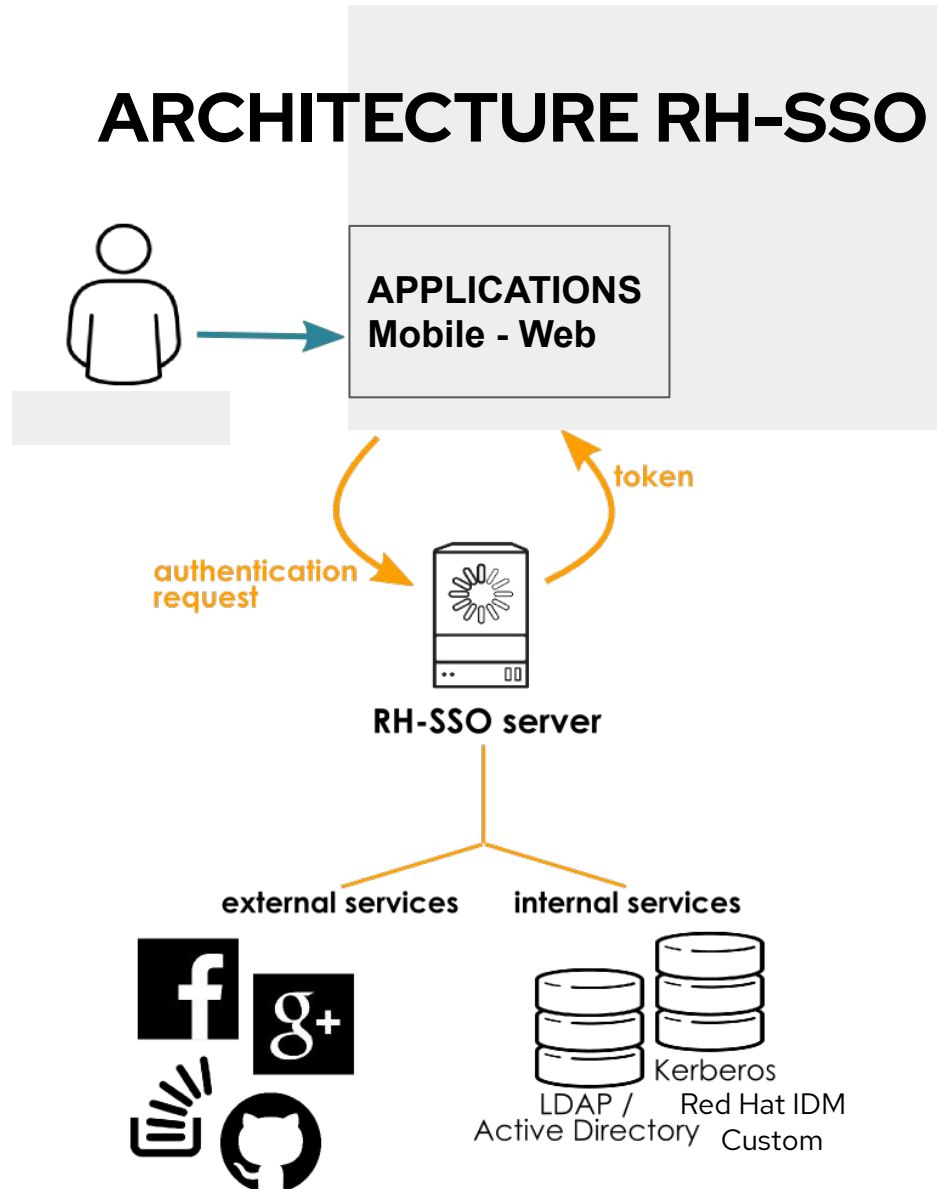 ARCHITECTURE RH-SSO
APPLICATIONS
Mobile - Web
token
authentication
request
RH-SSO server
external services
internal services
f
g+
Kerberos
LDAP /
Red Hat IDM
Active Directory
Custom